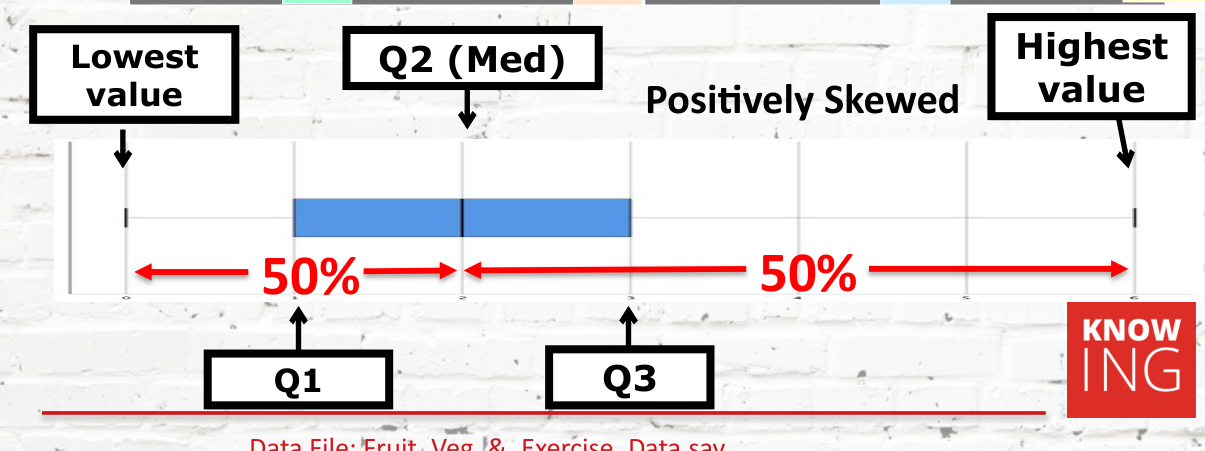 Lowest
value
Q2 (Med)
Positively Skewed
Highest
value
50%
50%
0
1
2
3
4
5
6
Q1
Q3
KNOW
ING
Data File: Fruit, Veg, & Exercise Data.sav